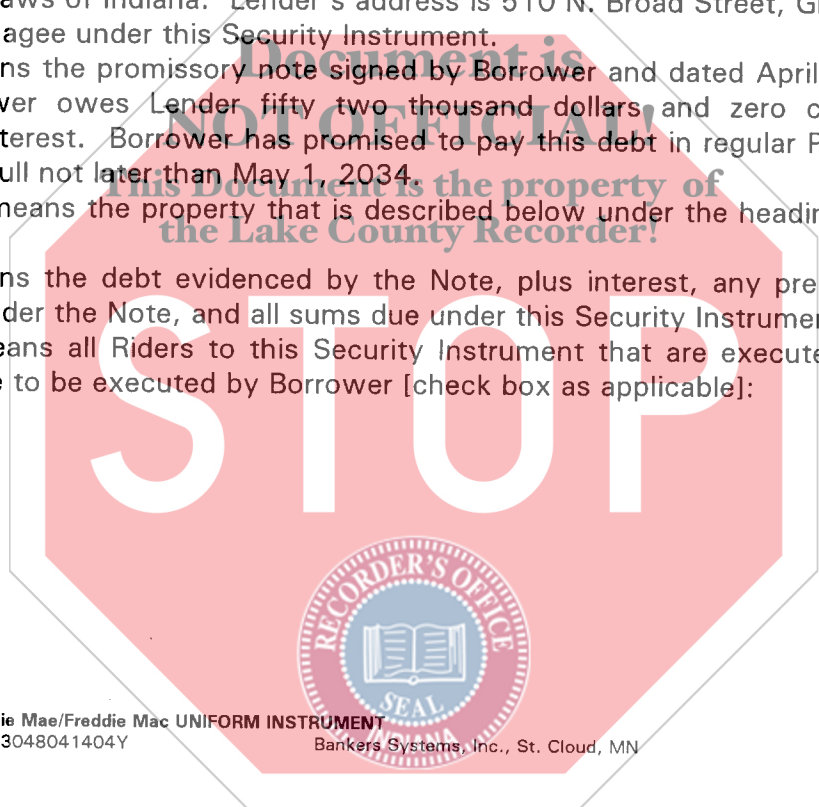 aws of Indiana. Lender's address is 510 N. Broad Street, G
agee under this Security Instrument.
Document is
ns the promissory note signed by Borrower and dated April
wer owes Lender fifty two thousand dollars and zero c
NOT OFFICIAL!
terest. Borrower has promised to pay this debt in regular P
ull not later than May 1, 2034.
This Document is the property of
means the property that is described below under the headin
the Lake County Recorder!
ns the debt evidenced by the Note, plus interest, any pre
der the Note, and all sums due under this Security Instrumen
eans all Riders to this Security Instrument that are execute
e to be executed by Borrower [check box as applicable]:
STOP
RECORDER'S OFFICE
SEAL
INDIANA
ie Mae/Freddie Mac UNIFORM INSTRUMENT
3048041404Y Bankers Systems, Inc., St. Cloud, MN